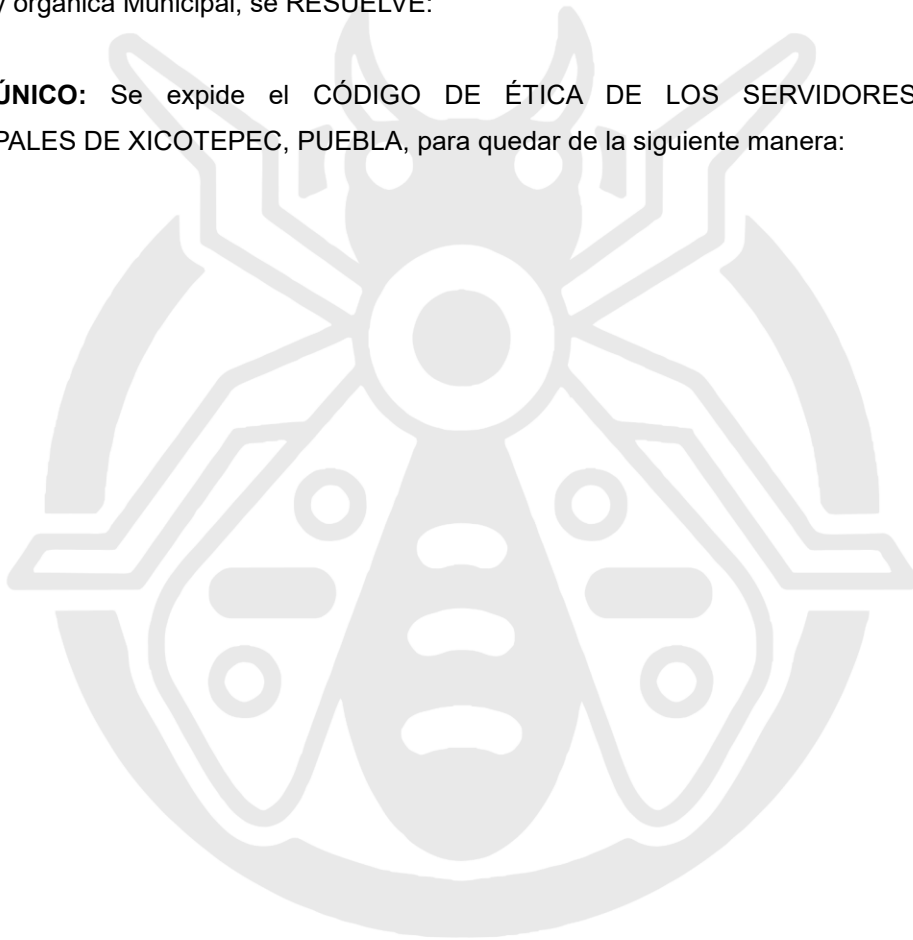 orgánica Municipal, se RESUELVE:
ÚNICO: Se expide el CÓDIGO DE ÉTICA DE LOS SERVIDORES
PALES DE XICOTEPEC, PUEBLA, para quedar de la siguiente manera: